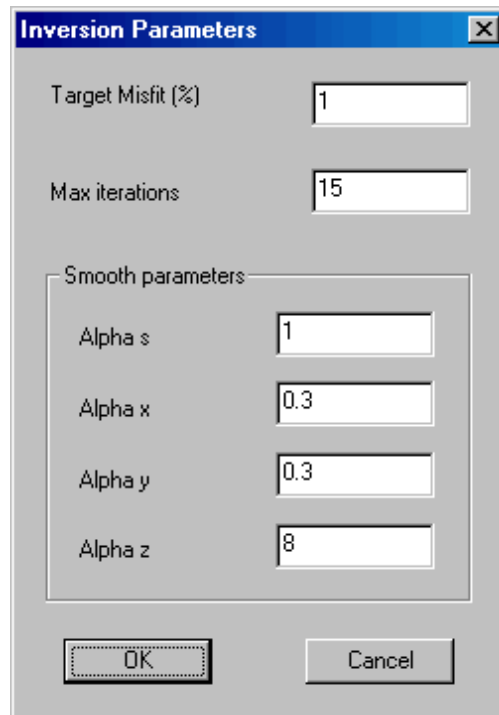 Inversion Parameters
Target Misfit (%) 1
Max iterations 15
Smooth parameters
Alpha s 1
Alpha x 0.3
Alpha y 0.3
Alpha z 8
OK Cancel